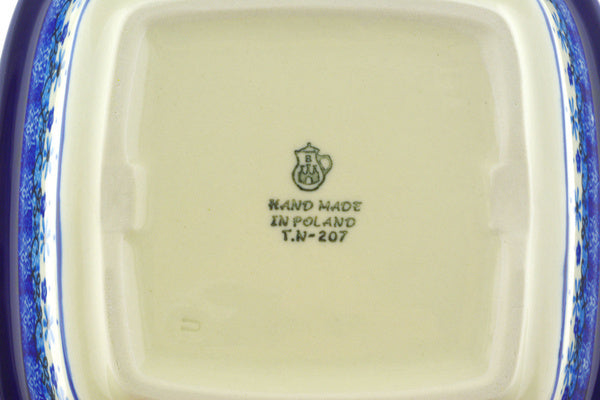 B
HAND MADE
IN POLAND
T.N-207
U